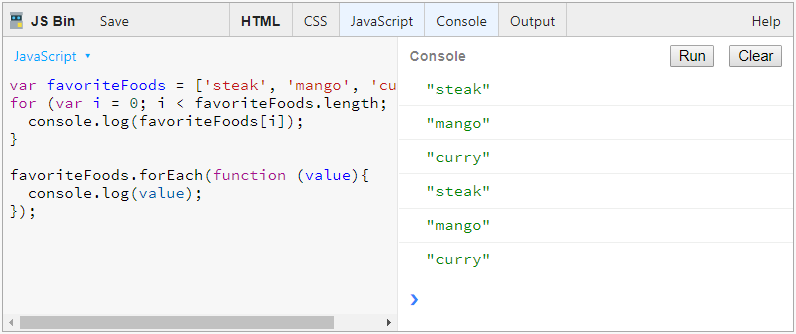 JS Bin Save HTML CSS JavaScript Console Output Help
JavaScript
var favoriteFoods = ['steak', 'mango', 'cu
for (var i = 0; i < favoriteFoods.length;
  console.log(favoriteFoods[i]);
}
favoriteFoods.forEach(function (value){
  console.log(value);
});
Console Run Clear
"steak"
"mango"
"curry"
"steak"
"mango"
"curry"